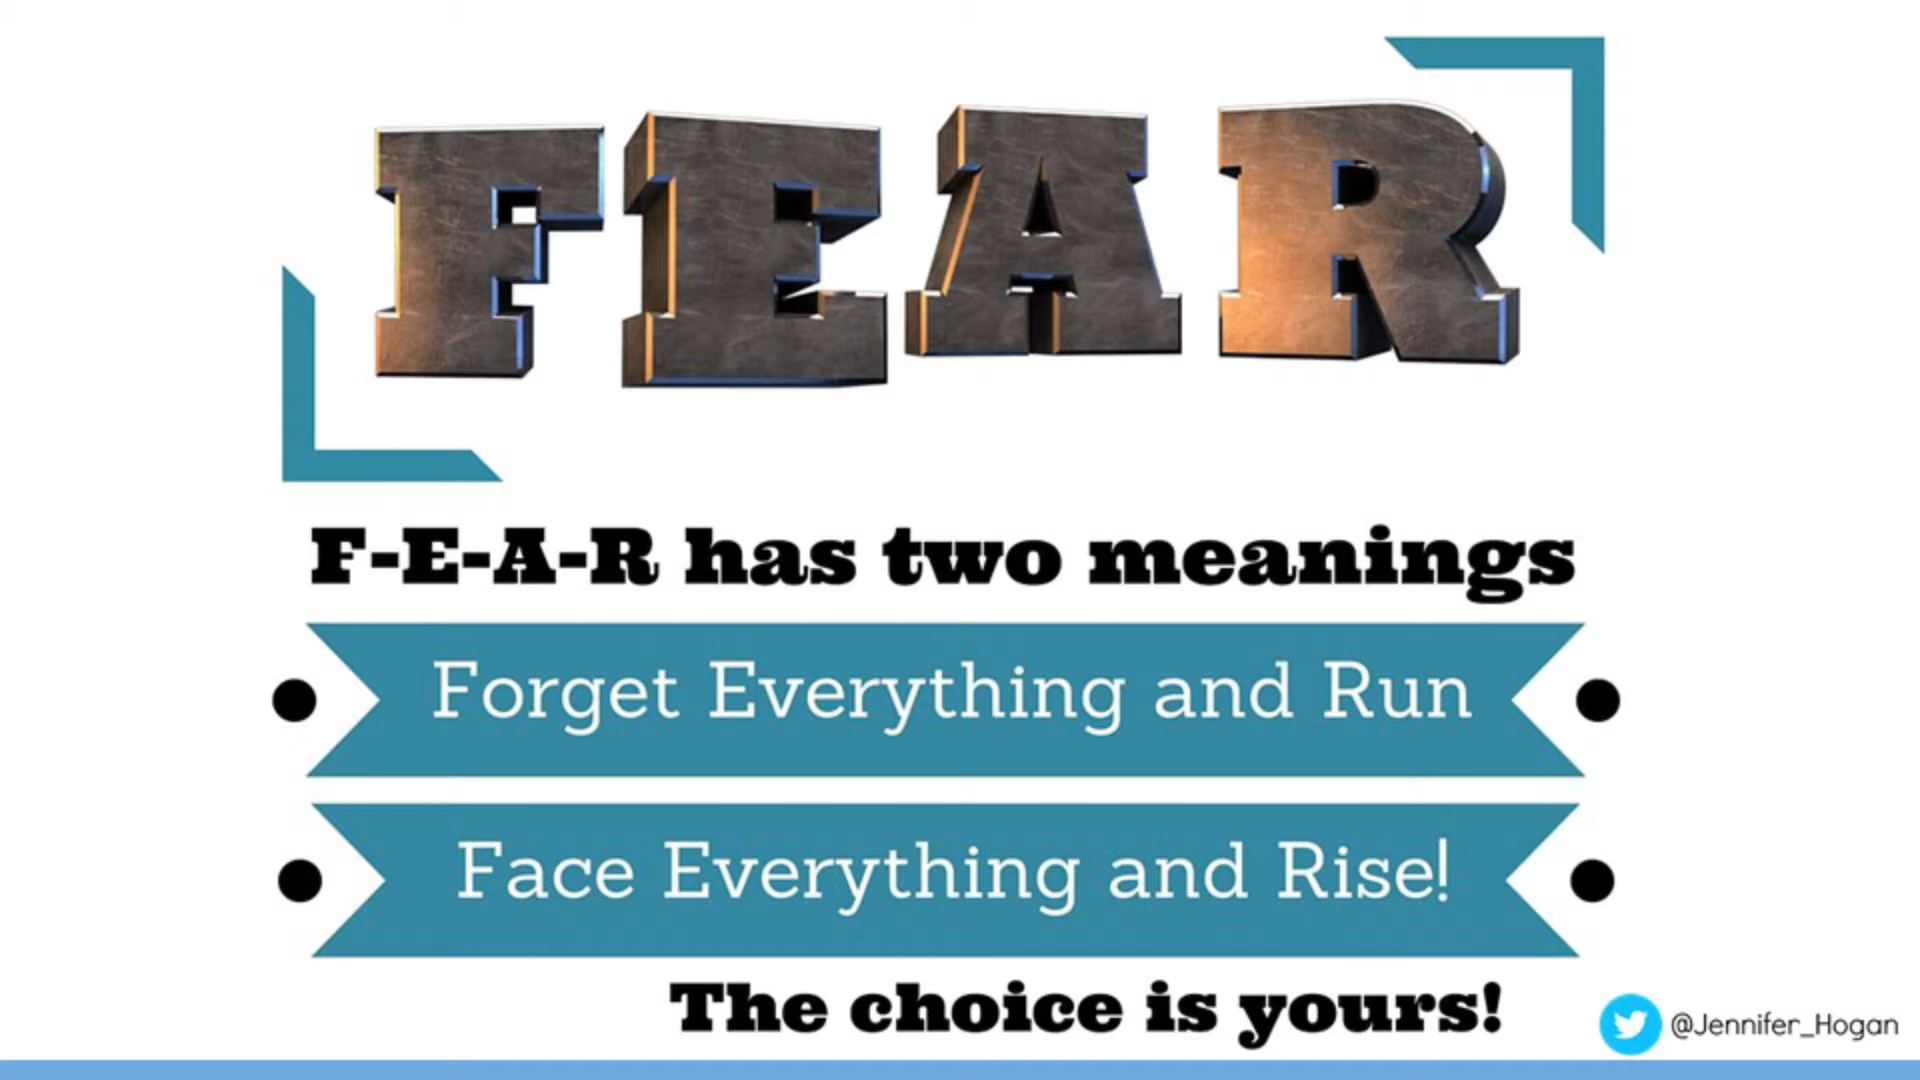 FEAR
F-E-A-R has two meanings
Forget Everything and Run
Face Everything and Rise!
The choice is yours!
@Jennifer_Hogan